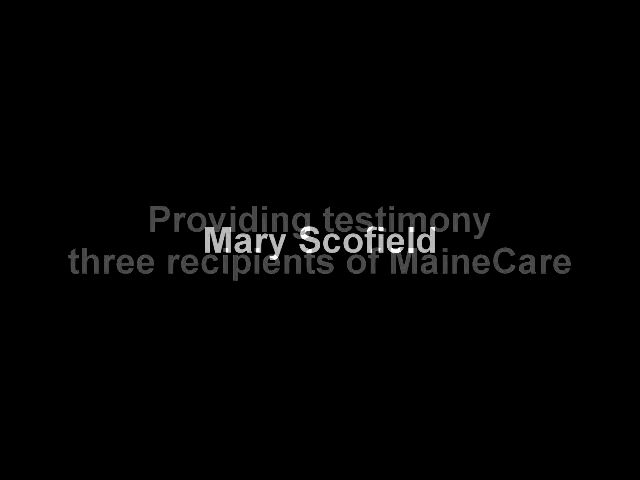 Providing testimony
Mary Scofield
three recipients of MaineCare